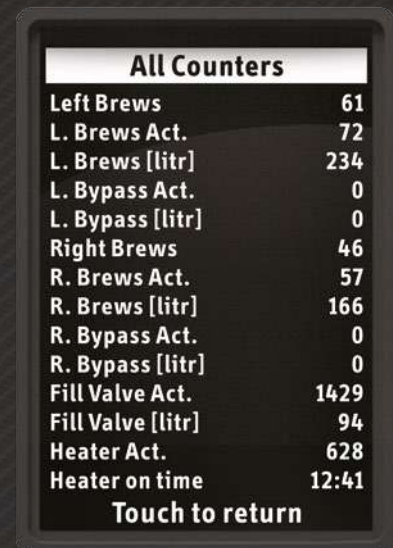 All Counters
Left Brews 61
L. Brews Act. 72
L. Brews [litr] 234
L. Bypass Act. 0
L. Bypass [litr] 0
Right Brews 46
R. Brews Act. 57
R. Brews [litr] 166
R. Bypass Act. 0
R. Bypass [litr] 0
Fill Valve Act. 1429
Fill Valve [litr] 94
Heater Act. 628
Heater on time 12:41
Touch to return